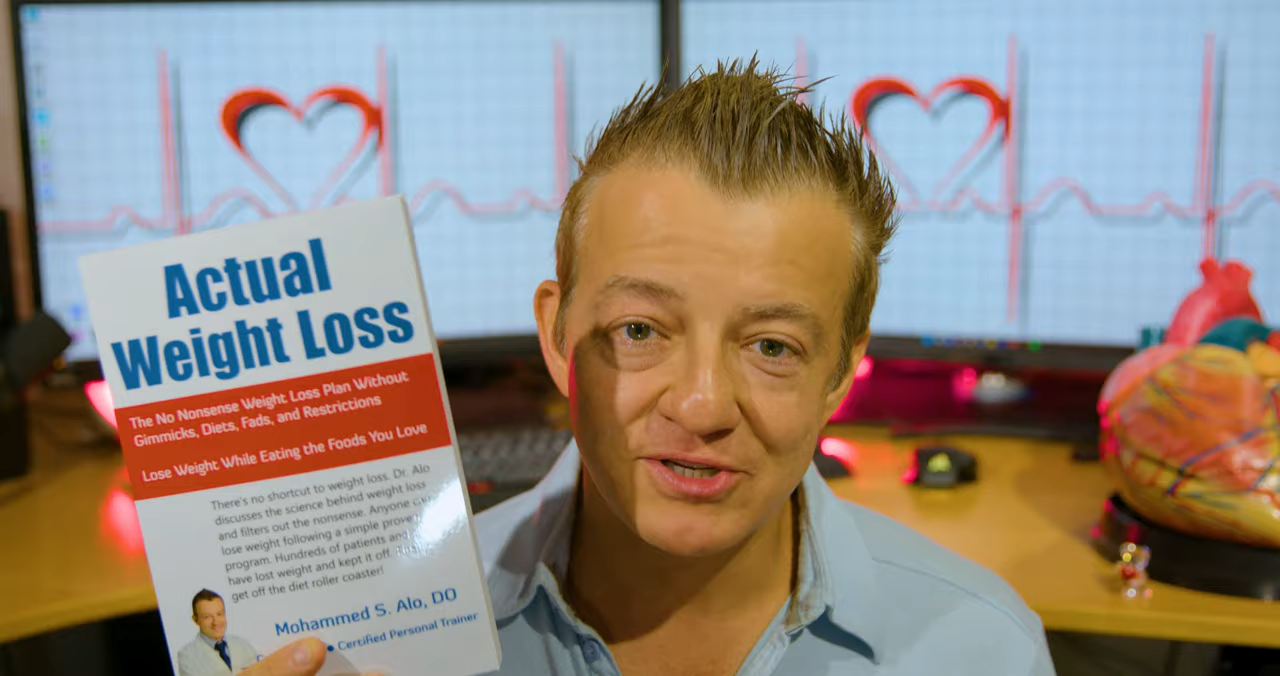 Actual
Weight Loss
The No Nonsense Weight Loss Plan Without
Gimmicks, Diets, Fads, and Restrictions
Lose Weight While Eating the Foods You Love
There's no shortcut to weight loss. Dr. Alo
discusses the science behind weight loss
and filters out the nonsense. Anyone can
lose weight following a simple prove
program. Hundreds of patients and
have lost weight and kept it off.
get off the diet roller coaster!
Mohammed S. Alo, DO
• Certified Personal Trainer